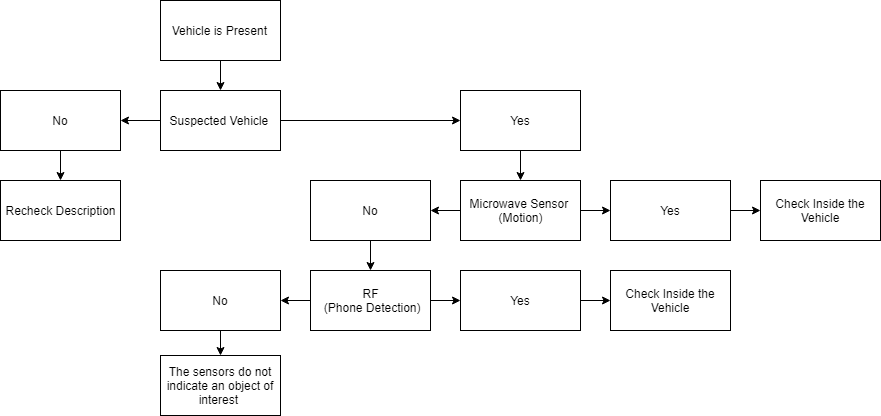 Vehicle is Present
No
Suspected Vehicle
Yes
Recheck Description
No
Microwave Sensor
(Motion)
Yes
Check Inside the
Vehicle
No
RF
(Phone Detection)
Yes
Check Inside the
Vehicle
The sensors do not
indicate an object of
interest